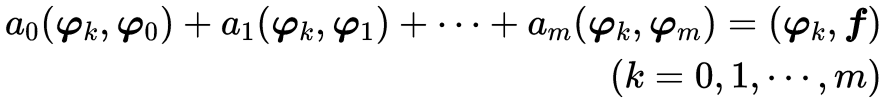 a₀(𝝋ₖ, 𝝋₀) + a₁(𝝋ₖ, 𝝋₁) + ⋯ + aₘ(𝝋ₖ, 𝝋ₘ) = (𝝋ₖ, 𝒇)
(k = 0, 1, ⋯, m)